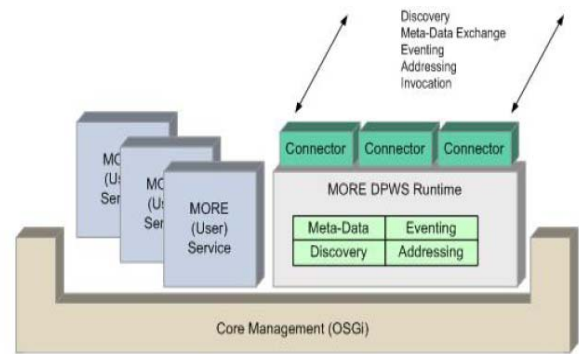 Discovery
Meta-Data Exchange
Eventing
Addressing
Invocation
Connector
Connector
Connector
(User)
MORE
(User)
Service
MORE DPWS Runtime
Meta-Data
Eventing
Discovery
Addressing
Core Management (OSGi)